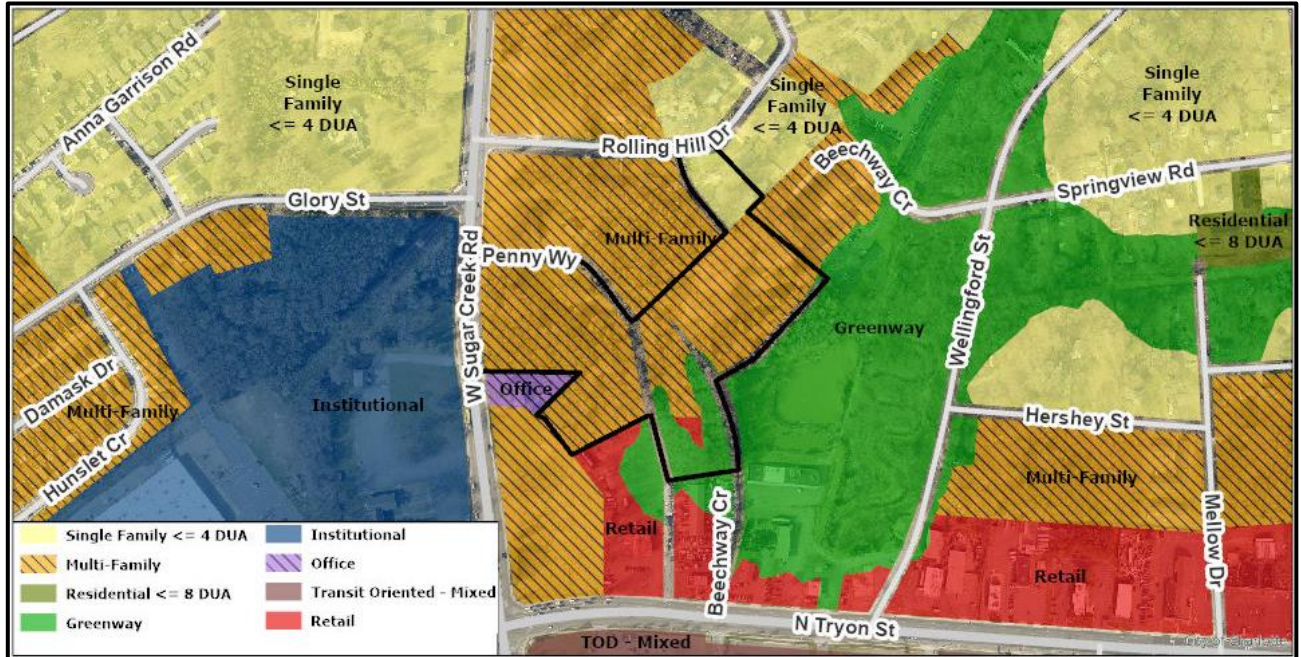 Anna Garrison Rd
Single
Family
<= 4 DUA
Single
Family
<= 4 DUA
Single
Family
<= 4 DUA
Rolling Hill Dr
Beechway Cr
Springview Rd
Glory St
Residential
<= 8 DUA
W Sugar Creek Rd
Multi-Family
Penny Wy
Wellingford St
Greenway
Damask Dr
Multi-Family
Institutional
Office
Hunslet Cr
Hershey St
Multi-Family
Mellow Dr
Retail
Beechway Cr
Retail
N Tryon St
TOD - Mixed
Single Family <= 4 DUA
Multi-Family
Residential <= 8 DUA
Greenway
Institutional
Office
Transit Oriented - Mixed
Retail